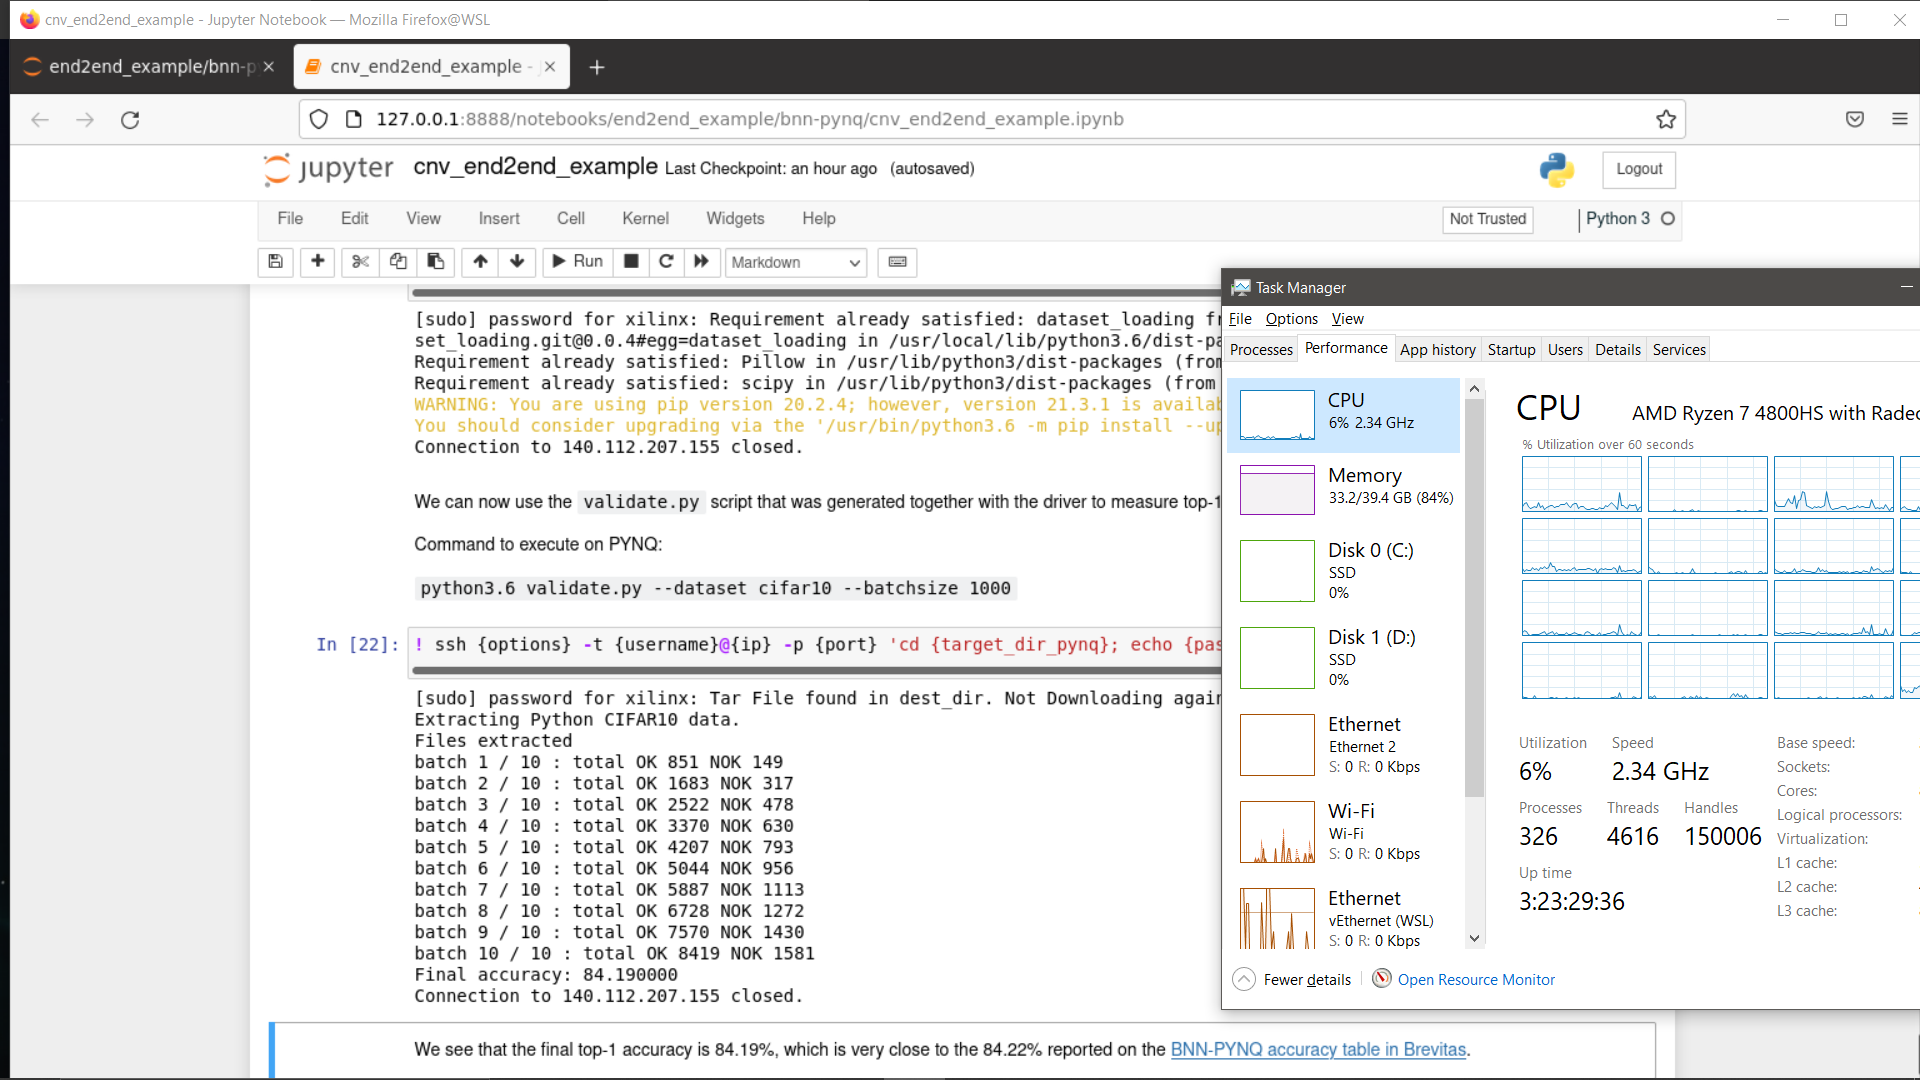 cnv_end2end_example - Jupyter Notebook — Mozilla Firefox@WSL
end2end_example/bnn-p
cnv_end2end_example -
127.0.0.1:8888/notebooks/end2end_example/bnn-pynq/cnv_end2end_example.ipynb
jupyter cnv_end2end_example Last Checkpoint: an hour ago (autosaved)
Logout
File Edit View Insert Cell Kernel Widgets Help
Not Trusted
Python 3
Run
Markdown
[sudo] password for xilinx: Requirement already satisfied: dataset_loading
set_loading.git@0.0.4#egg=dataset_loading in /usr/local/lib/python3.6/dist-pa
Requirement already satisfied: Pillow in /usr/lib/python3/dist-packages (from
Requirement already satisfied: scipy in /usr/lib/python3/dist-packages (from
WARNING: You are using pip version 20.2.4; however, version 21.3.1 is availab
You should consider upgrading via the '/usr/bin/python3.6 -m pip install --up
Connection to 140.112.207.155 closed.
We can now use the validate.py script that was generated together with the driver to measure top-1
Command to execute on PYNQ:
python3.6 validate.py --dataset cifar10 --batchsize 1000
In [22]: ! ssh {options} -t {username}@{ip} -p {port} 'cd {target_dir_pynq}; echo {pas
[sudo] password for xilinx: Tar File found in dest_dir. Not Downloading again
Extracting Python CIFAR10 data.
Files extracted
batch 1 / 10 : total OK 851 NOK 149
batch 2 / 10 : total OK 1683 NOK 317
batch 3 / 10 : total OK 2522 NOK 478
batch 4 / 10 : total OK 3370 NOK 630
batch 5 / 10 : total OK 4207 NOK 793
batch 6 / 10 : total OK 5044 NOK 956
batch 7 / 10 : total OK 5887 NOK 1113
batch 8 / 10 : total OK 6728 NOK 1272
batch 9 / 10 : total OK 7570 NOK 1430
batch 10 / 10 : total OK 8419 NOK 1581
Final accuracy: 84.190000
Connection to 140.112.207.155 closed.
We see that the final top-1 accuracy is 84.19%, which is very close to the 84.22% reported on the BNN-PYNQ accuracy table in Brevitas.
Task Manager
File Options View
Processes Performance App history Startup Users Details Services
CPU
6% 2.34 GHz
Memory
33.2/39.4 GB (84%)
Disk 0 (C:)
SSD
0%
Disk 1 (D:)
SSD
0%
Ethernet
Ethernet 2
S: 0 R: 0 Kbps
Wi-Fi
Wi-Fi
S: 0 R: 0 Kbps
Ethernet
vEthernet (WSL)
S: 0 R: 0 Kbps
CPU AMD Ryzen 7 4800HS with Radeo
% Utilization over 60 seconds
Utilization Speed
6% 2.34 GHz
Processes Threads Handles
326 4616 150006
Up time
3:23:29:36
Base speed:
Sockets:
Cores:
Logical processors:
Virtualization:
L1 cache:
L2 cache:
L3 cache:
Fewer details
Open Resource Monitor